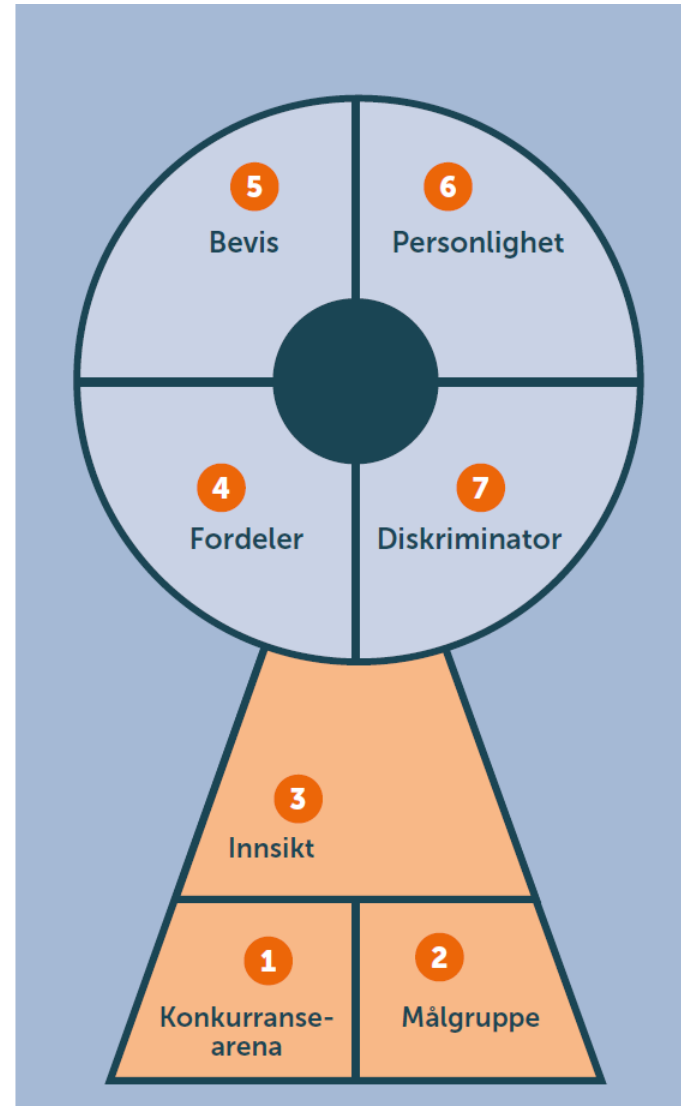 5
Bevis
6
Personlighet
4
Fordeler
7
Diskriminator
3
Innsikt
1
Konkurranse-
arena
2
Målgruppe